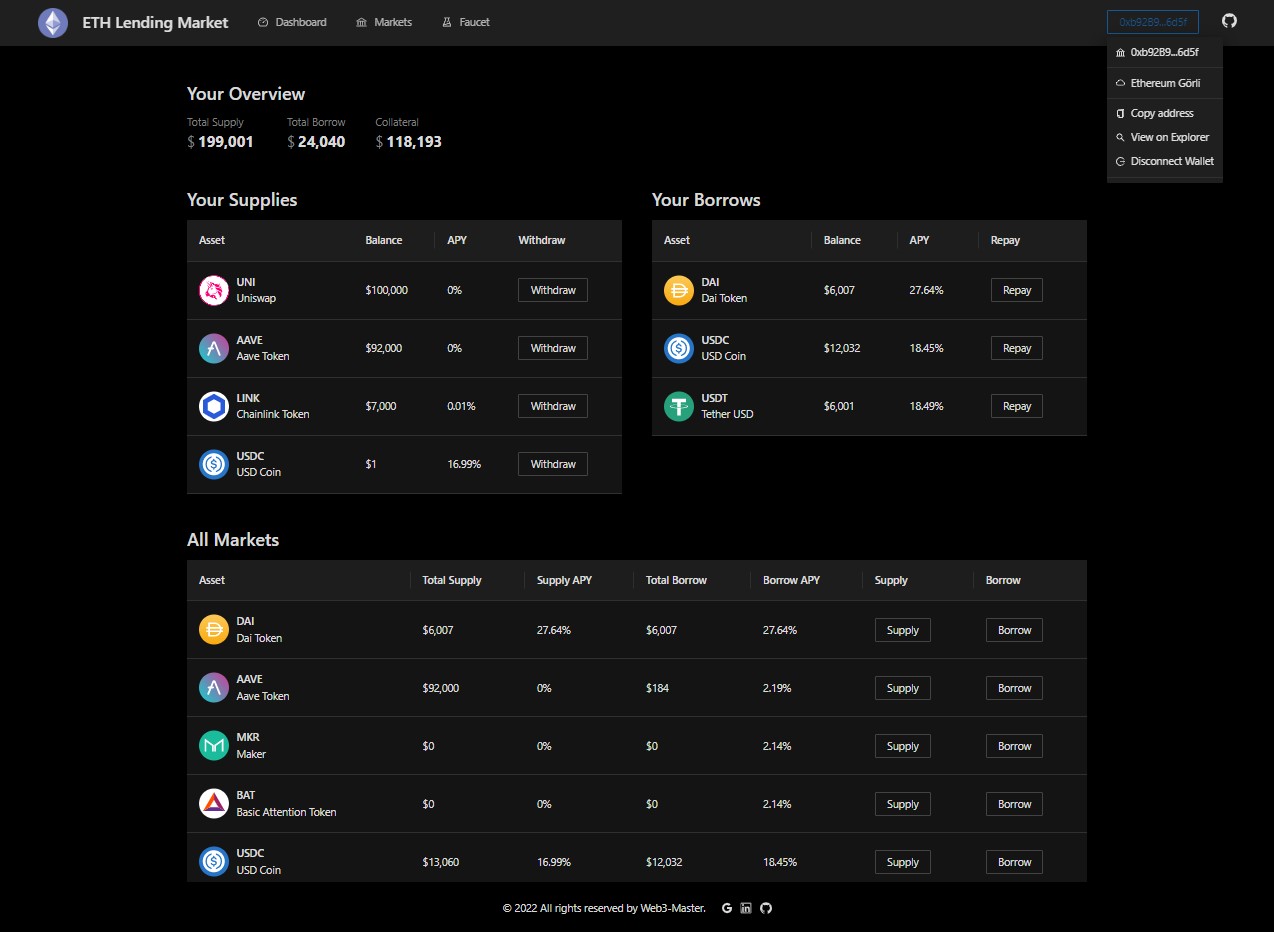 ETH Lending Market Dashboard Markets Faucet 0xb92B9...6d5f
0xb92B9...6d5f
Ethereum Görli
Copy address
View on Explorer
Disconnect Wallet
Your Overview
Total Supply Total Borrow Collateral
$ 199,001 $ 24,040 $ 118,193
Your Supplies
Asset Balance APY Withdraw
UNI
Uniswap $100,000 0% Withdraw
AAVE
Aave Token $92,000 0% Withdraw
LINK
Chainlink Token $7,000 0.01% Withdraw
USDC
USD Coin $1 16.99% Withdraw
Your Borrows
Asset Balance APY Repay
DAI
Dai Token $6,007 27.64% Repay
USDC
USD Coin $12,032 18.45% Repay
USDT
Tether USD $6,001 18.49% Repay
All Markets
Asset Total Supply Supply APY Total Borrow Borrow APY Supply Borrow
DAI
Dai Token $6,007 27.64% $6,007 27.64% Supply Borrow
AAVE
Aave Token $92,000 0% $184 2.19% Supply Borrow
MKR
Maker $0 0% $0 2.14% Supply Borrow
BAT
Basic Attention Token $0 0% $0 2.14% Supply Borrow
USDC
USD Coin $13,060 16.99% $12,032 18.45% Supply Borrow
© 2022 All rights reserved by Web3-Master.